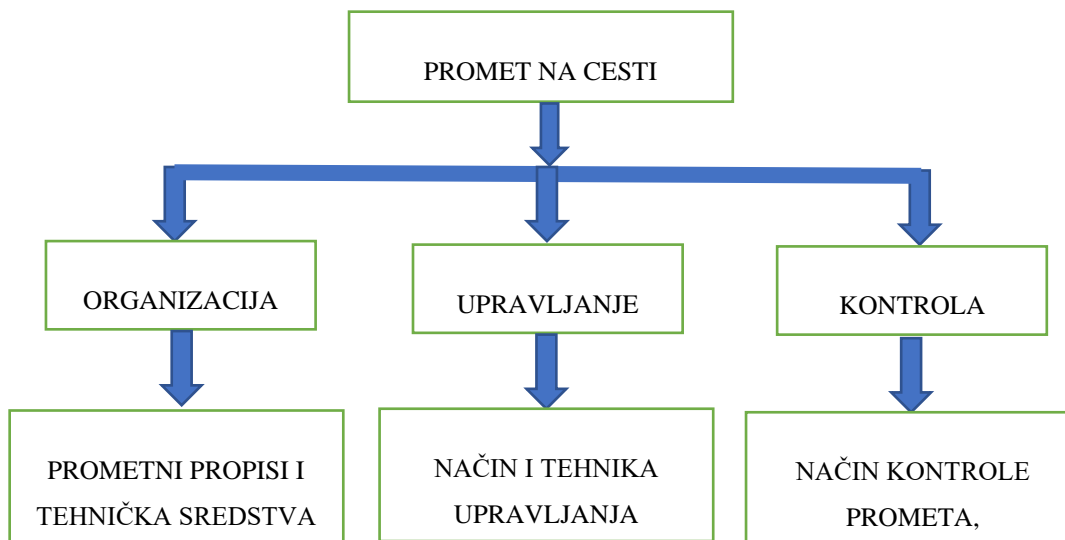 PROMET NA CESTI
ORGANIZACIJA
UPRAVLJANJE
KONTROLA
PROMETNI PROPISI I
TEHNIČKA SREDSTVA
NAČIN I TEHNIKA
UPRAVLJANJA
NAČIN KONTROLE
PROMETA,